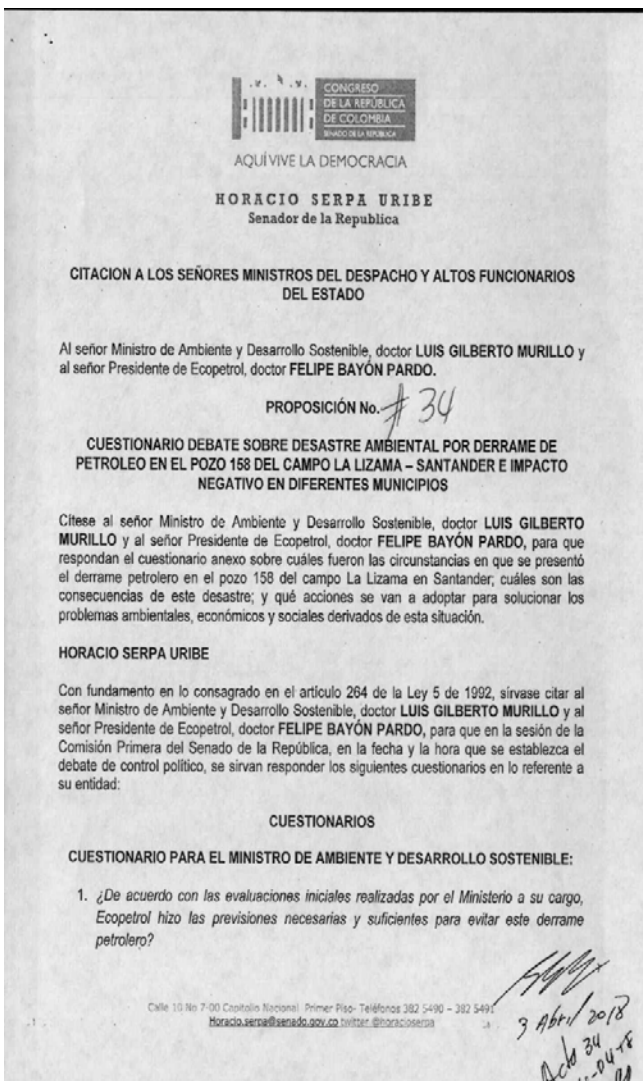 CONGRESO
DE LA REPÚBLICA
DE COLOMBIA
SENADO DE LA REPÚBLICA
AQUÍ VIVE LA DEMOCRACIA
HORACIO SERPA URIBE
Senador de la Republica
CITACION A LOS SEÑORES MINISTROS DEL DESPACHO Y ALTOS FUNCIONARIOS
DEL ESTADO
Al señor Ministro de Ambiente y Desarrollo Sostenible, doctor LUIS GILBERTO MURILLO y
al señor Presidente de Ecopetrol, doctor FELIPE BAYÓN PARDO.
PROPOSICIÓN No. # 34
CUESTIONARIO DEBATE SOBRE DESASTRE AMBIENTAL POR DERRAME DE
PETROLEO EN EL POZO 158 DEL CAMPO LA LIZAMA – SANTANDER E IMPACTO
NEGATIVO EN DIFERENTES MUNICIPIOS
Cítese al señor Ministro de Ambiente y Desarrollo Sostenible, doctor LUIS GILBERTO
MURILLO y al señor Presidente de Ecopetrol, doctor FELIPE BAYÓN PARDO, para que
respondan el cuestionario anexo sobre cuáles fueron las circunstancias en que se presentó
el derrame petrolero en el pozo 158 del campo La Lizama en Santander; cuáles son las
consecuencias de este desastre; y qué acciones se van a adoptar para solucionar los
problemas ambientales, económicos y sociales derivados de esta situación.
HORACIO SERPA URIBE
Con fundamento en lo consagrado en el artículo 264 de la Ley 5 de 1992, sírvase citar al
señor Ministro de Ambiente y Desarrollo Sostenible, doctor LUIS GILBERTO MURILLO y al
señor Presidente de Ecopetrol, doctor FELIPE BAYÓN PARDO, para que en la sesión de la
Comisión Primera del Senado de la República, en la fecha y la hora que se establezca el
debate de control político, se sirvan responder los siguientes cuestionarios en lo referente a
su entidad:
CUESTIONARIOS
CUESTIONARIO PARA EL MINISTRO DE AMBIENTE Y DESARROLLO SOSTENIBLE:
1. ¿De acuerdo con las evaluaciones iniciales realizadas por el Ministerio a su cargo,
Ecopetrol hizo las previsiones necesarias y suficientes para evitar este derrame
petrolero?
Calle 10 No 7-00 Capitolio Nacional Primer Piso- Teléfonos 382 5490 – 382 5491
Horacio.serpa@senado.gov.co twitter @horacioserpa
3 Abril 2018
Acta 34